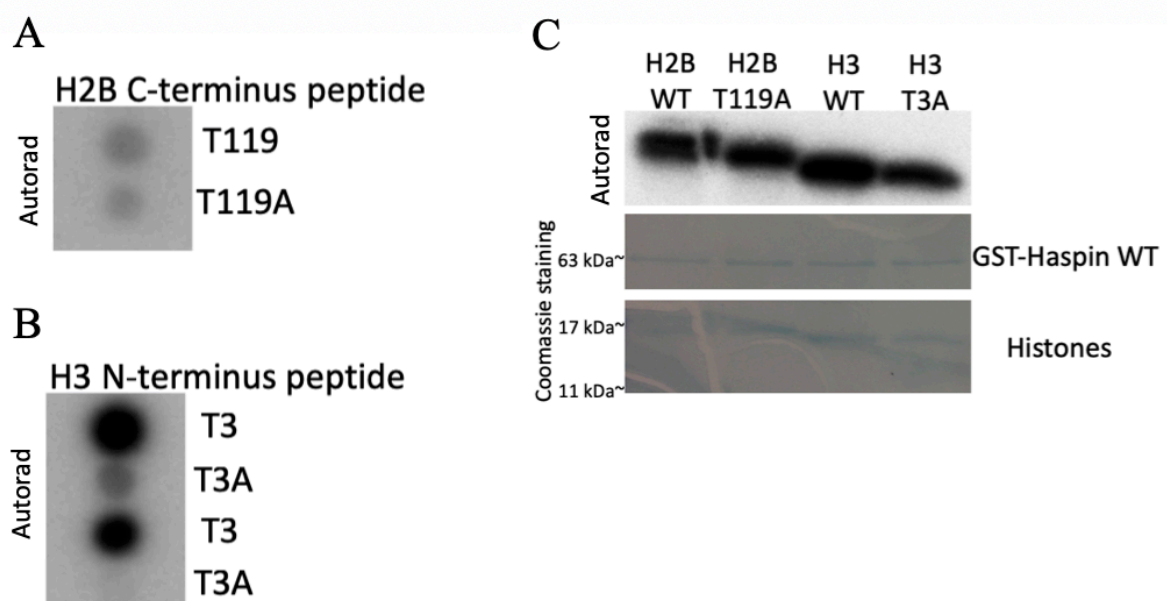 A
H2B C-terminus peptide
Autorad
T119
T119A
B
H3 N-terminus peptide
Autorad
T3
T3A
T3
T3A
C
H2B H2B H3 H3
WT T119A WT T3A
Autorad
Coomassie staining
63 kDa~
GST-Haspin WT
17 kDa~
Histones
11 kDa~